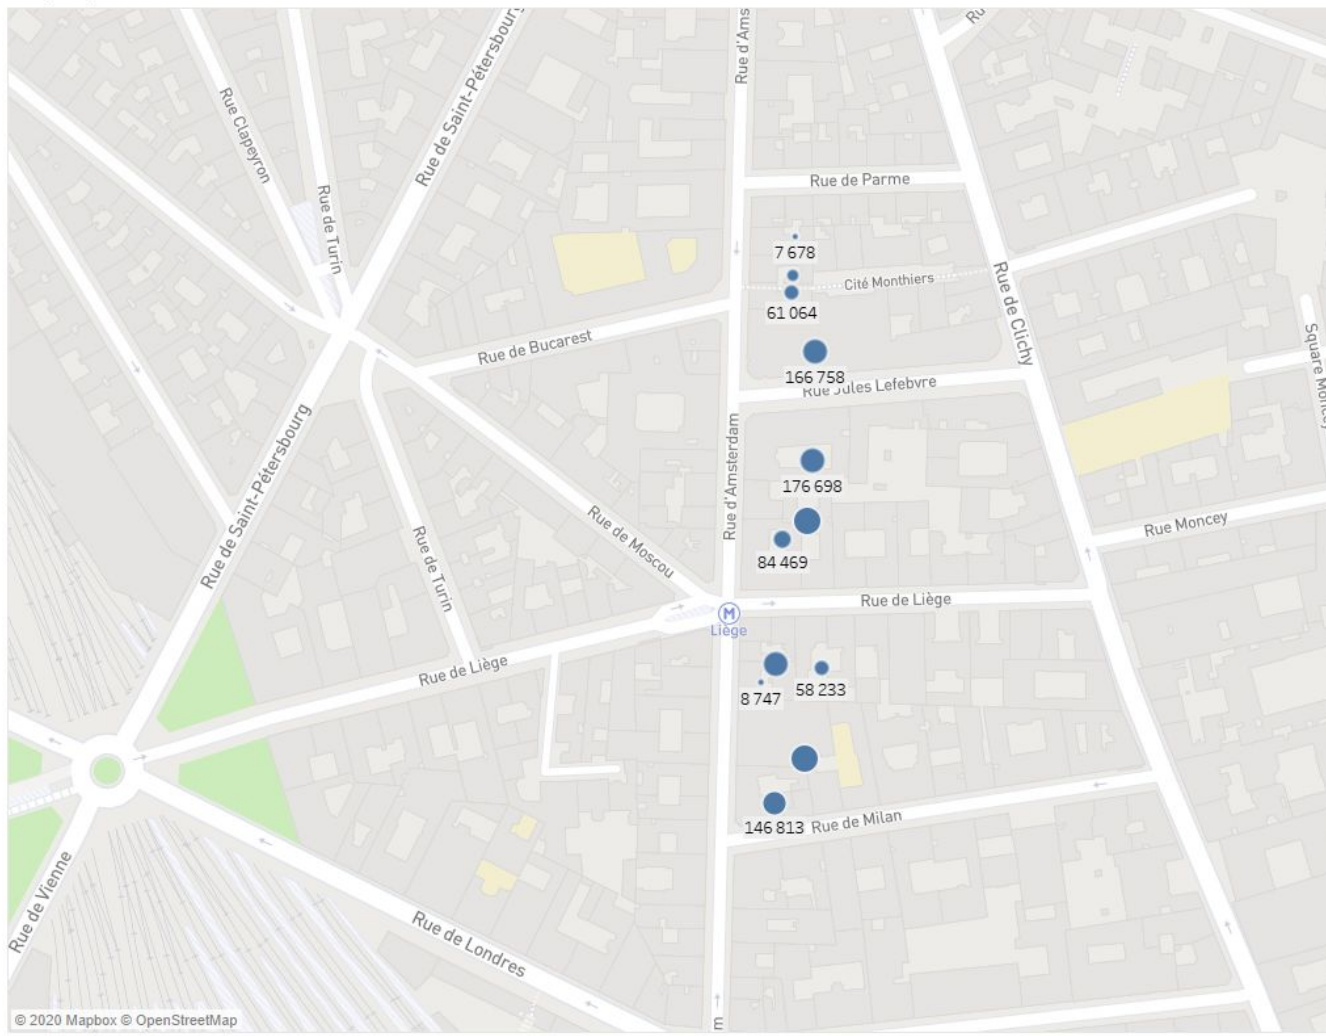 Rue d'Ams
Ru
Rue Clapeyron
Rue de Saint-Pétersbourg
Rue de Turin
Rue de Parme
7 678
Cité Monthiers
61 064
Rue de Clichy
Rue de Bucarest
166 758
Rue Jules Lefebvre
Square Moncey
Rue de Saint-Pétersbourg
Rue d'Amsterdam
176 698
Rue de Moscou
Rue Moncey
84 469
Rue de Turin
Rue de Liège
M
Liège
Rue de Liège
8 747
58 233
146 813
Rue de Milan
Rue de Vienne
Rue de Londres
m
© 2020 Mapbox © OpenStreetMap